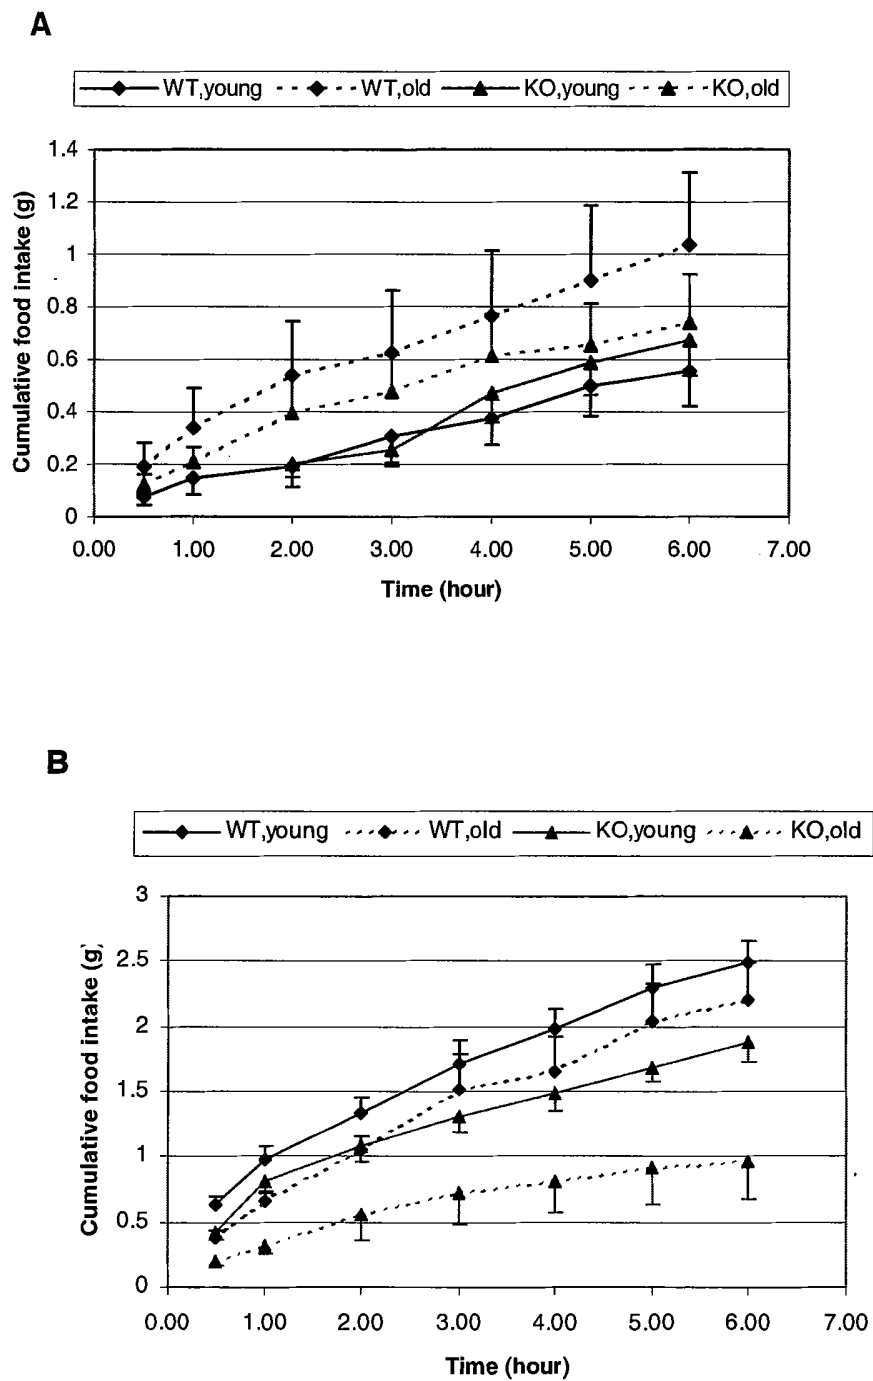 A
WT,young WT,old KO,young KO,old
1.4
1.2
1
0.8
0.6
0.4
0.2
0
Cumulative food intake (g)
0.00 1.00 2.00 3.00 4.00 5.00 6.00 7.00
Time (hour)
B
WT,young WT,old KO,young KO,old
3
2.5
2
1.5
1
0.5
0
Cumulative food intake (g)
0.00 1.00 2.00 3.00 4.00 5.00 6.00 7.00
Time (hour)